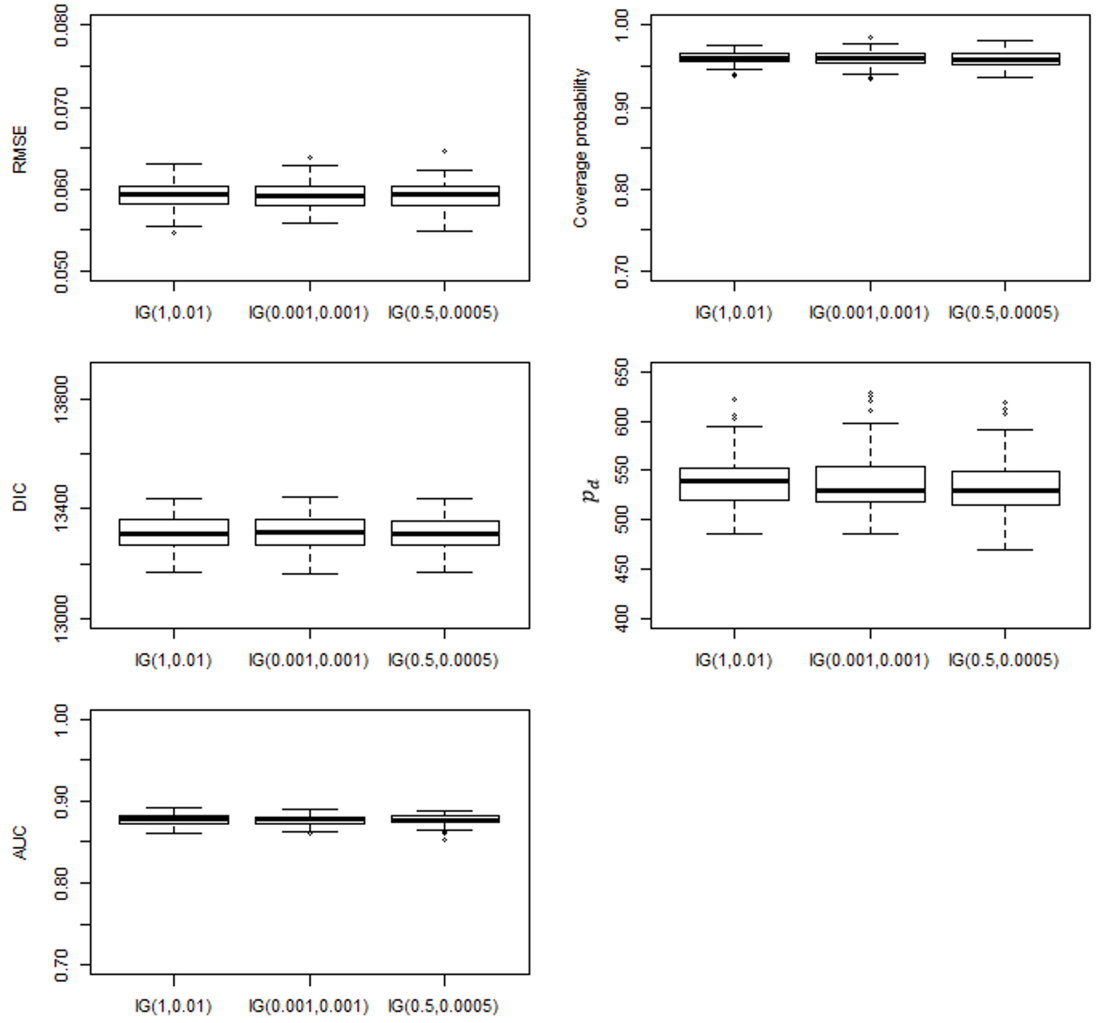 RMSE
0.080
0.070
0.060
0.050
IG(1,0.01) IG(0.001,0.001) IG(0.5,0.0005)
Coverage probability
1.00
0.90
0.80
0.70
IG(1,0.01) IG(0.001,0.001) IG(0.5,0.0005)
DIC
13800
13400
13000
IG(1,0.01) IG(0.001,0.001) IG(0.5,0.0005)
p_d
650
600
550
500
450
400
IG(1,0.01) IG(0.001,0.001) IG(0.5,0.0005)
AUC
1.00
0.90
0.80
0.70
IG(1,0.01) IG(0.001,0.001) IG(0.5,0.0005)